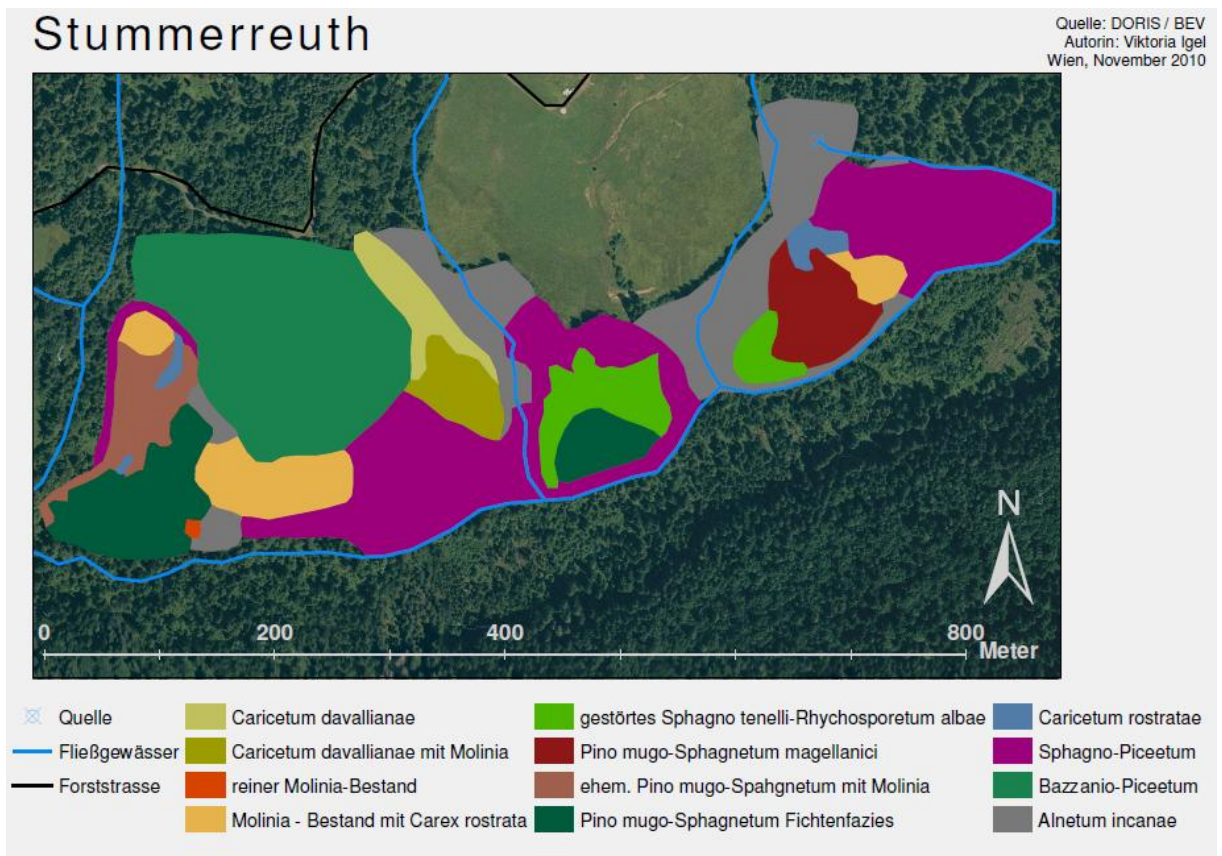 Stummerreuth
Quelle: DORIS / BEV
Autorin: Viktoria Igel
Wien, November 2010
N
0 200 400 800
Meter
Quelle
Fließgewässer
Forststrasse
Caricetum davallianae
Caricetum davallianae mit Molinia
reiner Molinia-Bestand
Molinia - Bestand mit Carex rostrata
gestörtes Sphagno tenelli-Rhychosporetum albae
Pino mugo-Sphagnetum magellanici
ehem. Pino mugo-Spahgnetum mit Molinia
Pino mugo-Sphagnetum Fichtenfazies
Caricetum rostratae
Sphagno-Piceetum
Bazzanio-Piceetum
Alnetum incanae